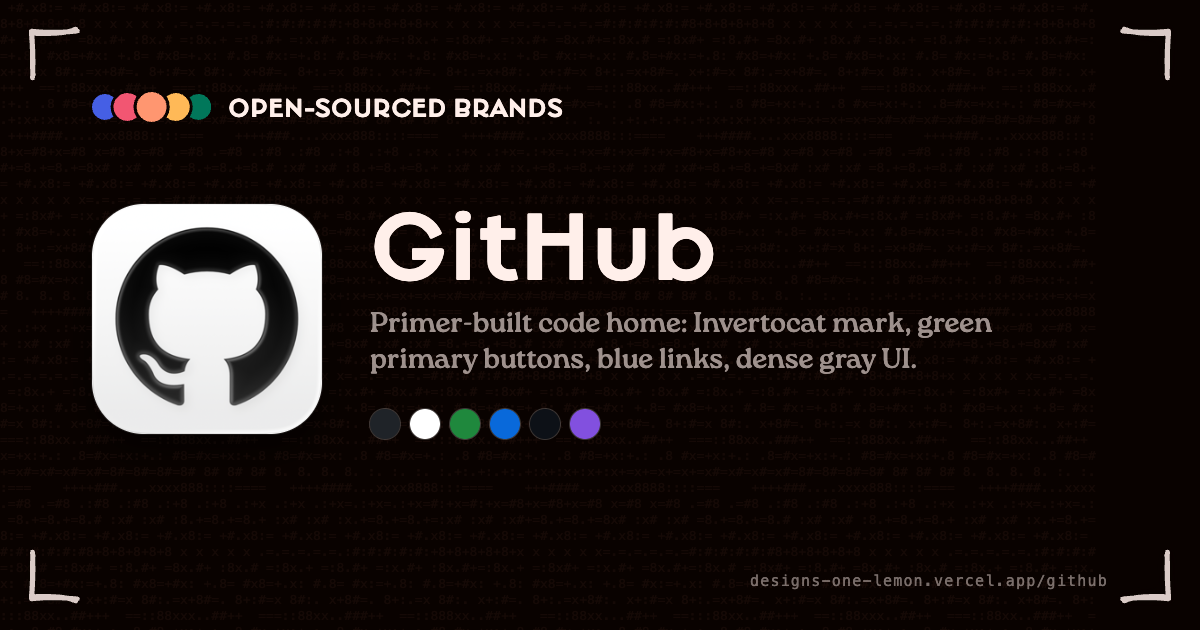 OPEN-SOURCED BRANDS
GitHub
Primer-built code home: Invertocat mark, green
primary buttons, blue links, dense gray UI.
designs-one-lemon.vercel.app/github